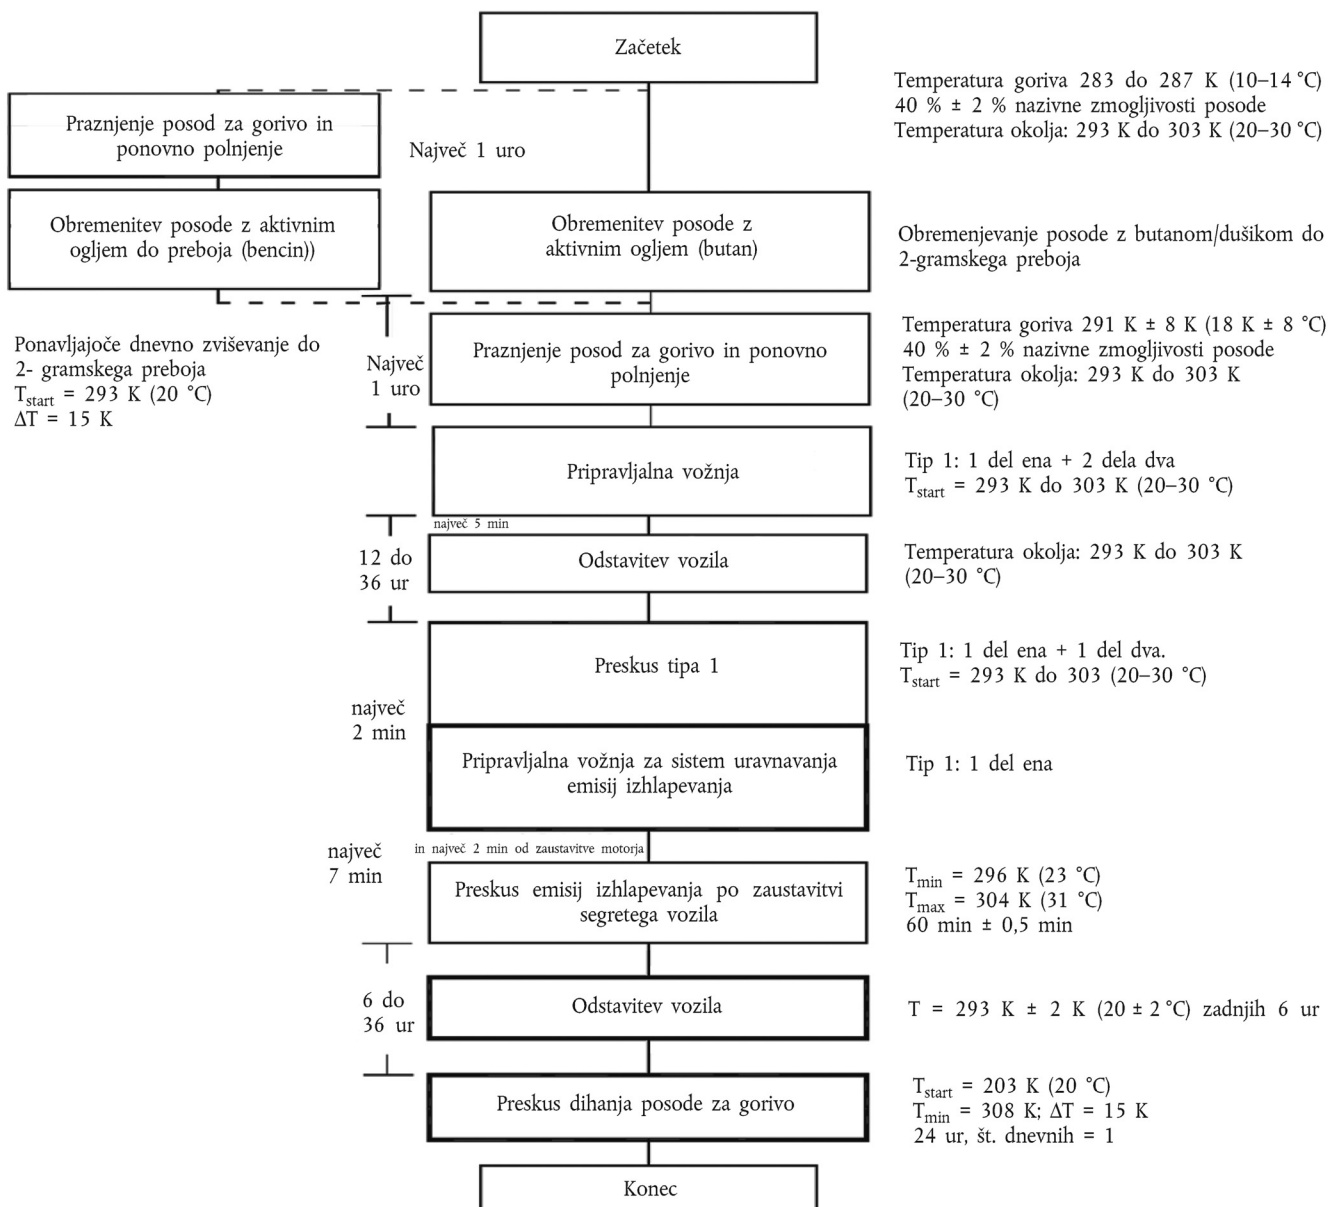 Začetek
Temperatura goriva 283 do 287 K (10–14 °C)
40 % ± 2 % nazivne zmogljivosti posode
Temperatura okolja: 293 K do 303 K (20–30 °C)
Praznjenje posod za gorivo in
ponovno polnjenje
Največ 1 uro
Obremenitev posode z aktivnim
ogljem do preboja (bencin))
Obremenitev posode z
aktivnim ogljem (butan)
Obremenjevanje posode z butanom/dušikom do
2-gramskega preboja
Ponavljajoče dnevno zviševanje do
2- gramskega preboja
Tstart = 293 K (20 °C)
ΔT = 15 K
Največ
1 uro
Praznjenje posod za gorivo in ponovno
polnjenje
Temperatura goriva 291 K ± 8 K (18 K ± 8 °C)
40 % ± 2 % nazivne zmogljivosti posode
Temperatura okolja: 293 K do 303 K
(20–30 °C)
Pripravljalna vožnja
Tip 1: 1 del ena + 2 dela dva
Tstart = 293 K do 303 K (20–30 °C)
največ 5 min
12 do
36 ur
Odstavitev vozila
Temperatura okolja: 293 K do 303 K
(20–30 °C)
Preskus tipa 1
Tip 1: 1 del ena + 1 del dva.
Tstart = 293 K do 303 (20–30 °C)
največ
2 min
Pripravljalna vožnja za sistem uravnavanja
emisij izhlapevanja
Tip 1: 1 del ena
največ
7 min
in največ 2 min od zaustavitve motorja
Preskus emisij izhlapevanja po zaustavitvi
segretega vozila
Tmin = 296 K (23 °C)
Tmax = 304 K (31 °C)
60 min ± 0,5 min
6 do
36 ur
Odstavitev vozila
T = 293 K ± 2 K (20 ± 2 °C) zadnjih 6 ur
Preskus dihanja posode za gorivo
Tstart = 203 K (20 °C)
Tmin = 308 K; ΔT = 15 K
24 ur, št. dnevnih = 1
Konec